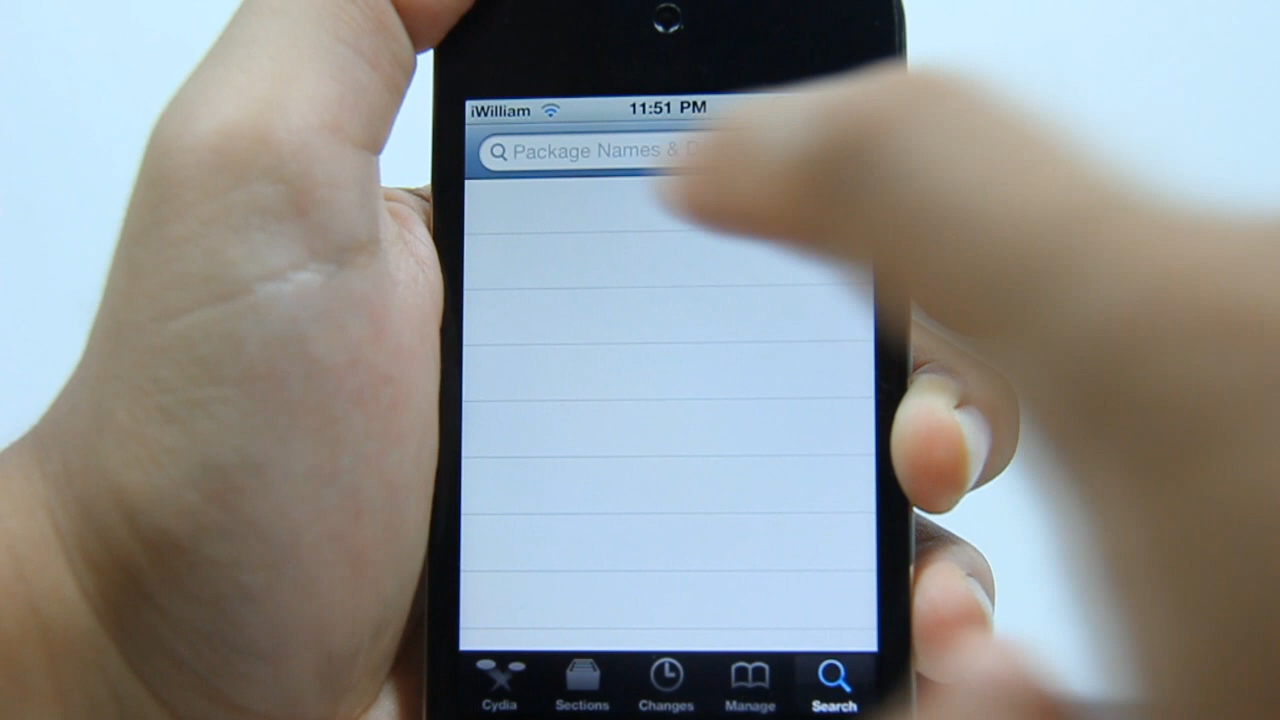 iWilliam 11:51 PM
Package Names &
Cydia Sections Changes Manage Search